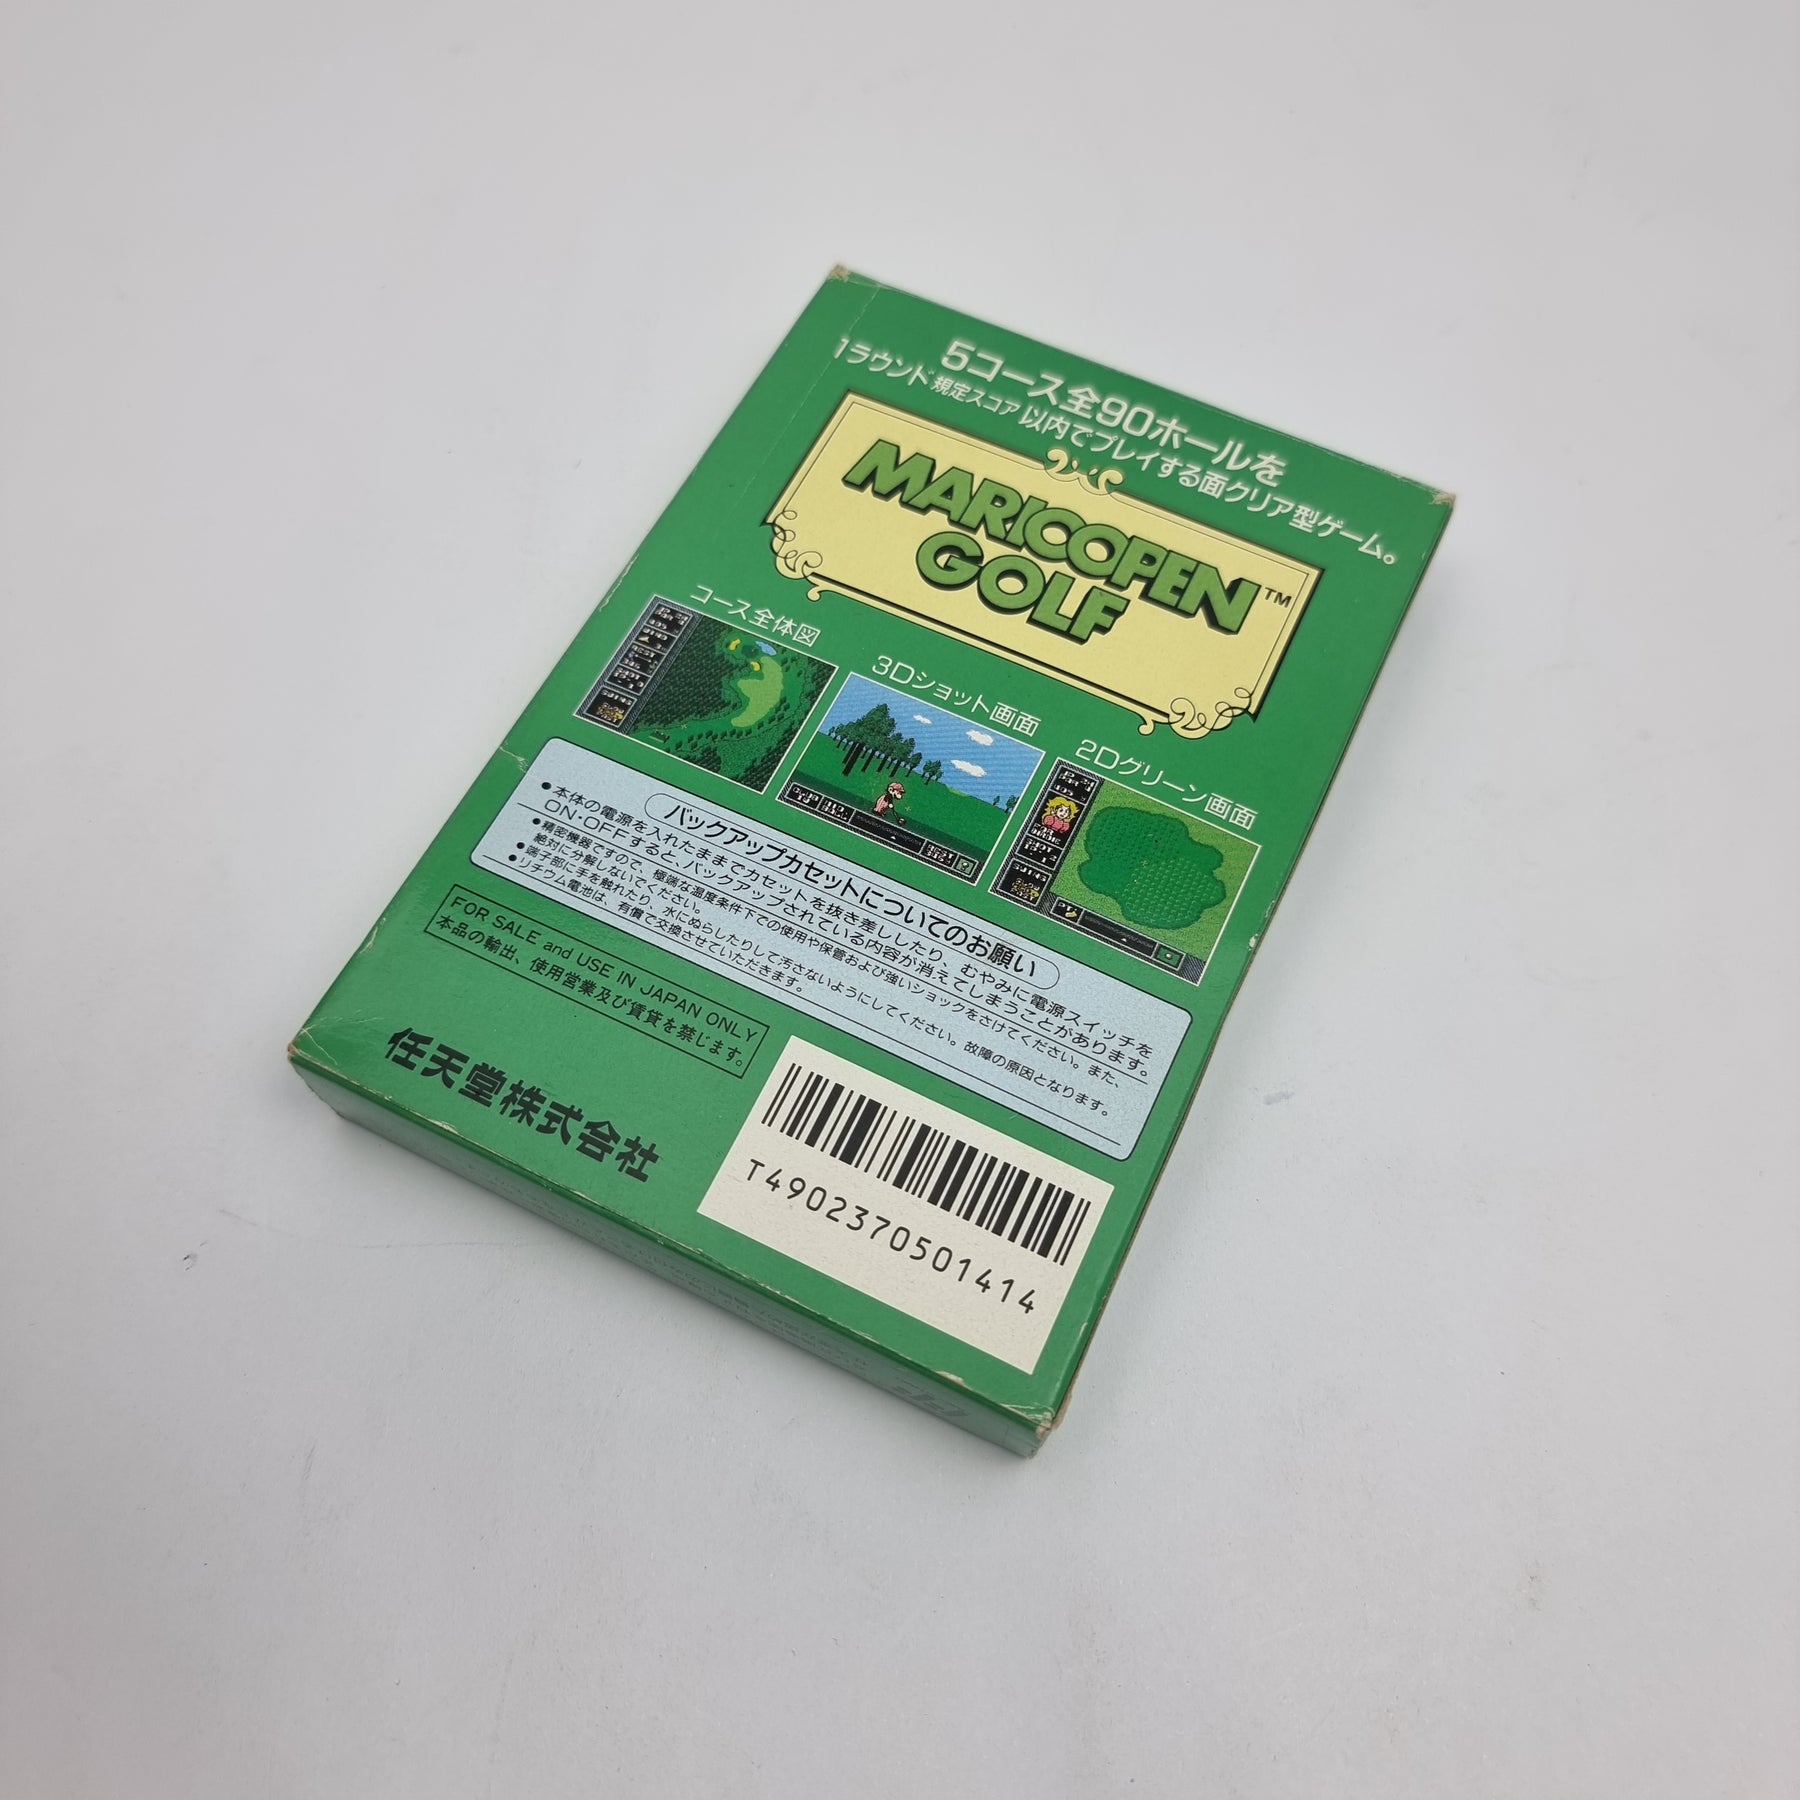 5コース全90ホールを
1ラウンド規定スコア以内でプレイする面クリア型ゲーム。
MARIOOPEN™
GOLF
コース全体図
3Dショット画面
2Dグリーン画面
バックアップカセットについてのお願い
●本体の電源を入れたままでカセットを抜き差ししたり、むやみに電源スイッチを
ON・OFFすると、バックアップされている内容が消えてしまうことがあります。
●精密機器ですので、極端な温度条件下での使用や保管および強いショックをさけてください。また、
絶対に分解しないでください。
●端子部に手を触れたり、水にぬらしたりして汚さないようにしてください。故障の原因となります。
●リチウム電池は、有償で交換させていただきます。
FOR SALE and USE IN JAPAN ONLY
本品の輸出、使用営業及び賃貸を禁じます。
任天堂株式会社
T4902370501414